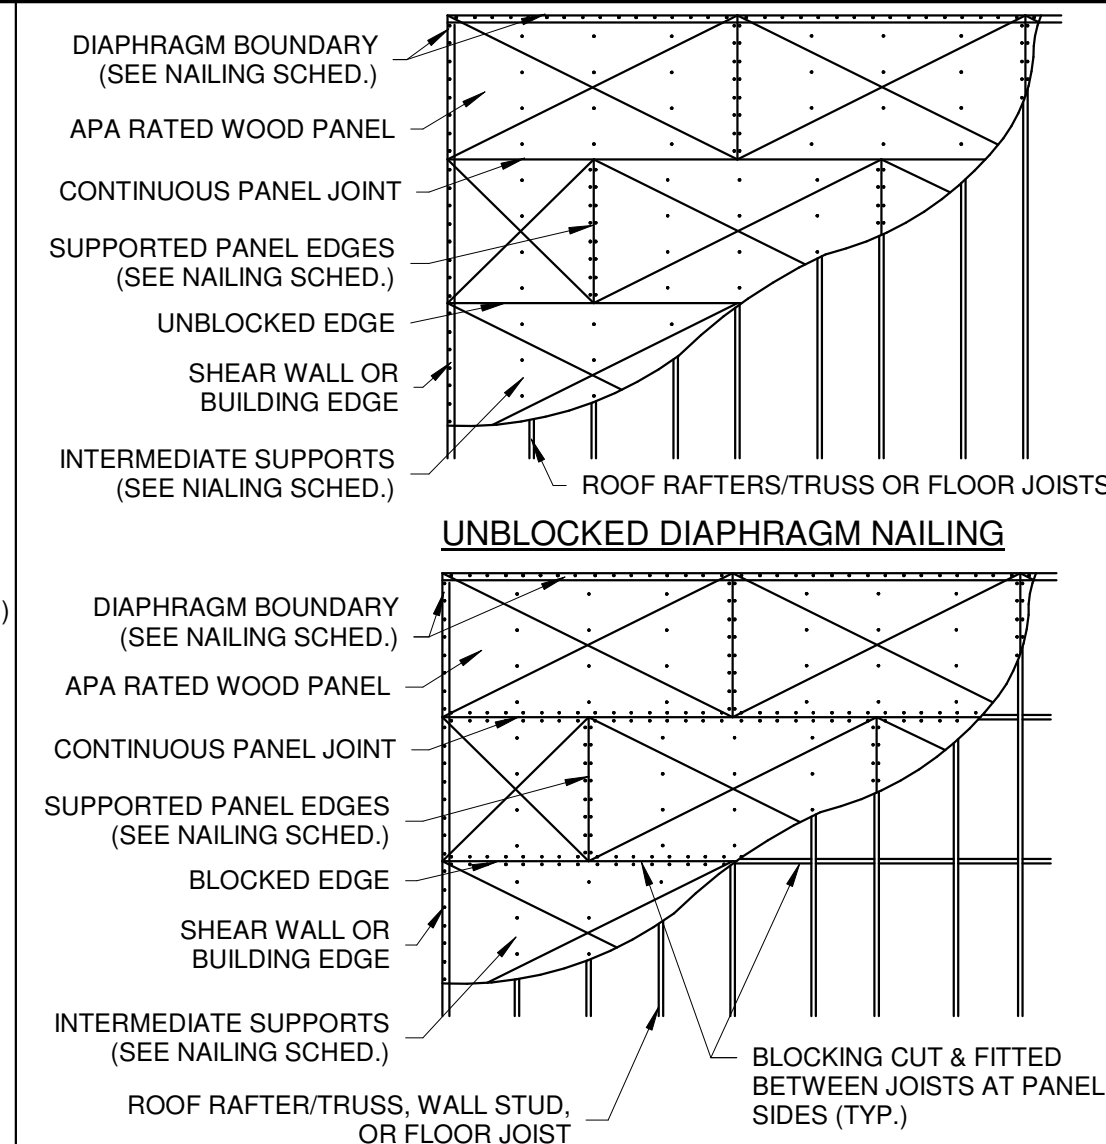 DIAPHRAGM BOUNDARY
(SEE NAILING SCHED.)
APA RATED WOOD PANEL
CONTINUOUS PANEL JOINT
SUPPORTED PANEL EDGES
(SEE NAILING SCHED.)
UNBLOCKED EDGE
SHEAR WALL OR
BUILDING EDGE
INTERMEDIATE SUPPORTS
(SEE NIALING SCHED.)
ROOF RAFTERS/TRUSS OR FLOOR JOISTS
UNBLOCKED DIAPHRAGM NAILING
)
DIAPHRAGM BOUNDARY
(SEE NAILING SCHED.)
APA RATED WOOD PANEL
CONTINUOUS PANEL JOINT
SUPPORTED PANEL EDGES
(SEE NAILING SCHED.)
BLOCKED EDGE
SHEAR WALL OR
BUILDING EDGE
INTERMEDIATE SUPPORTS
(SEE NAILING SCHED.)
ROOF RAFTER/TRUSS, WALL STUD,
OR FLOOR JOIST
BLOCKING CUT & FITTED
BETWEEN JOISTS AT PANEL
SIDES (TYP.)